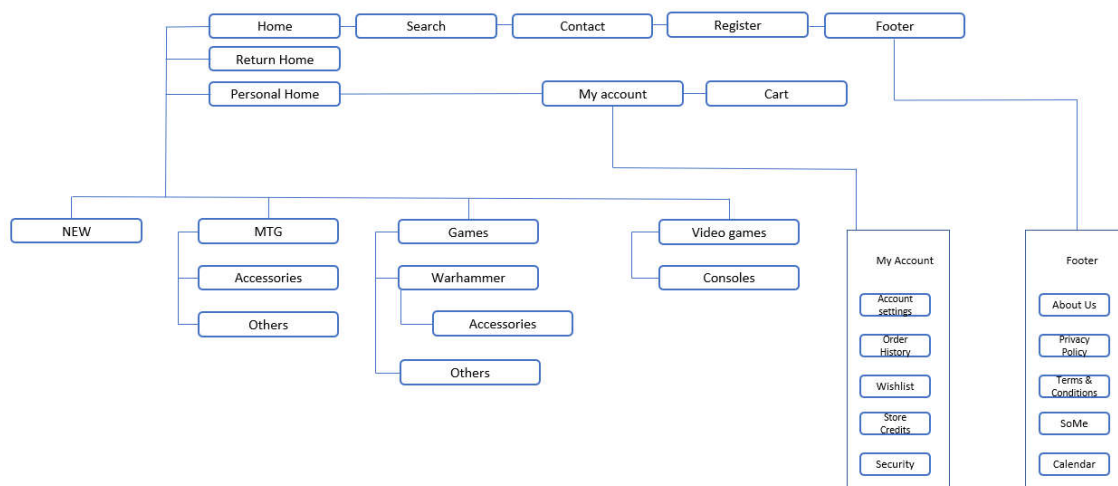 Home
Search
Contact
Register
Footer
Return Home
Personal Home
My account
Cart
NEW
MTG
Games
Video games
Accessories
Warhammer
Consoles
Others
Accessories
Others
My Account
Account
settings
Order
History
Wishlist
Store
Credits
Security
Footer
About Us
Privacy
Policy
Terms &
Conditions
SoMe
Calendar